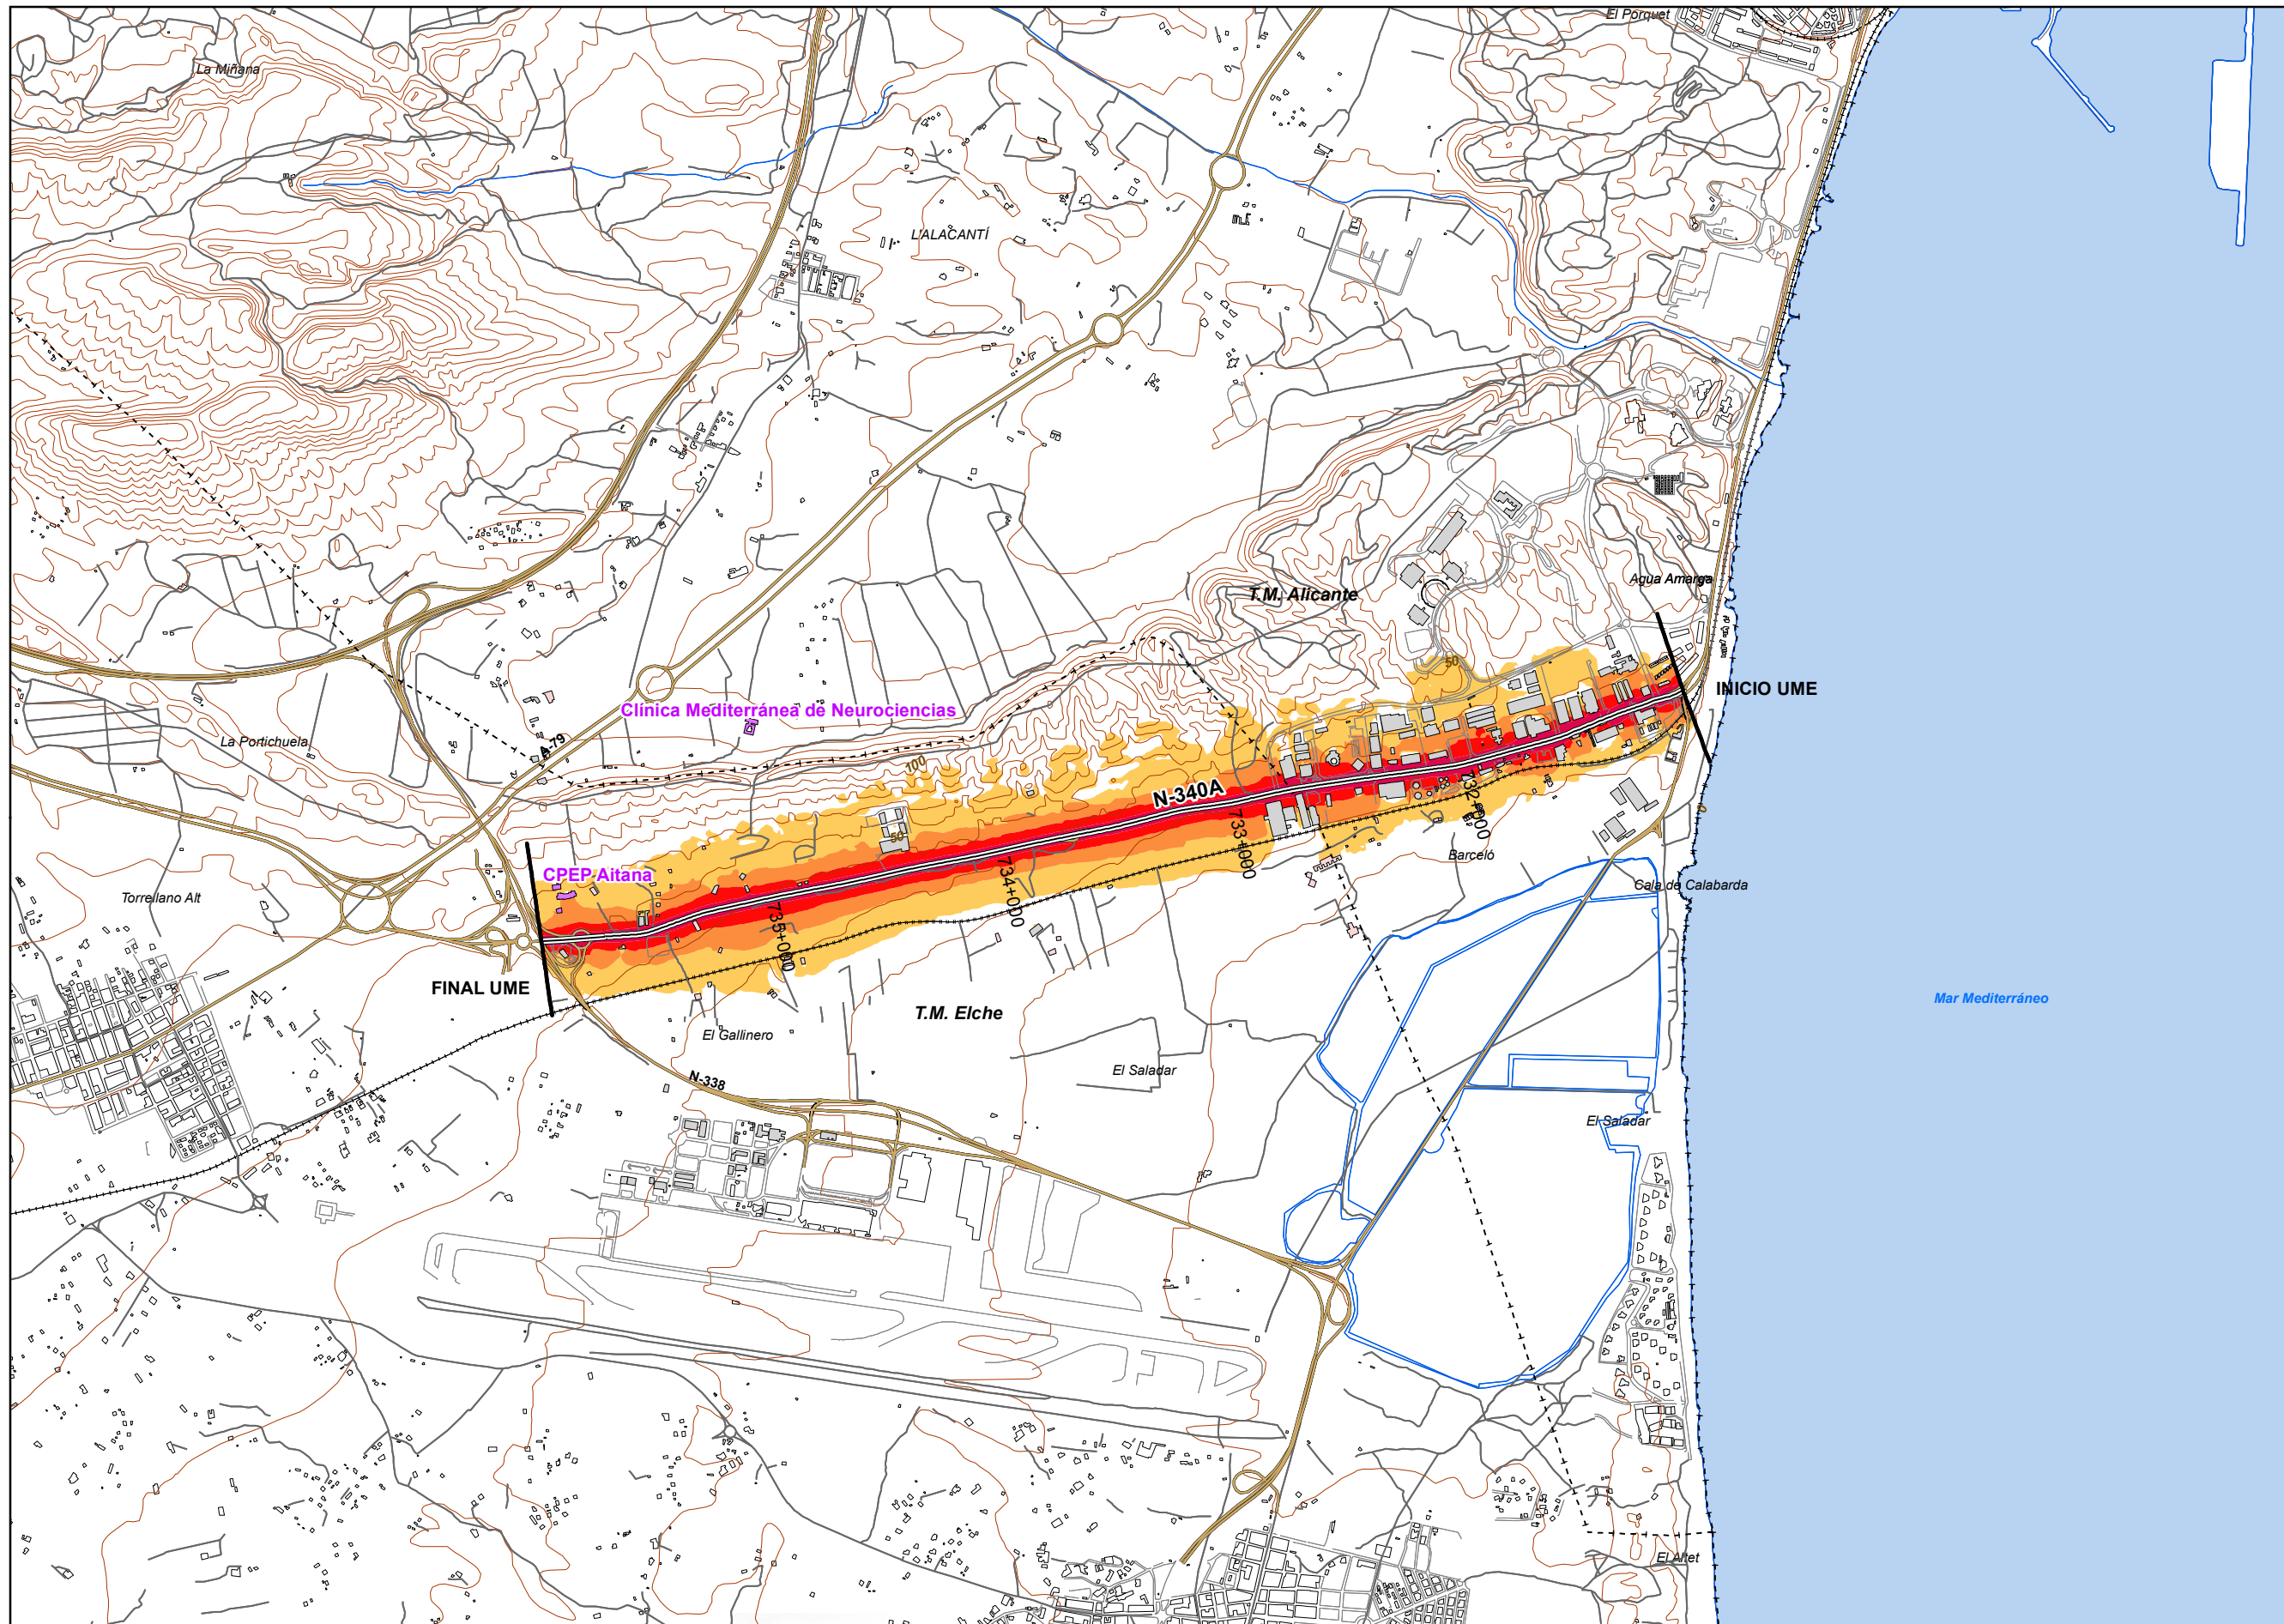 El Porquet
La Miñana
L'ALACANTÍ
Agua Amarga
T.M. Alicante
50
INICIO UME
Clínica Mediterránea de Neurociencias
La Portichuela
A-79
100
N-340A
732+000
733+000
50
734+000
Barceló
CPEP Aitana
Cala de Calabarda
Torrellano Alt
735+000
FINAL UME
Mar Mediterráneo
T.M. Elche
El Gallinero
El Saladar
N-338
El Saladar
El Altet